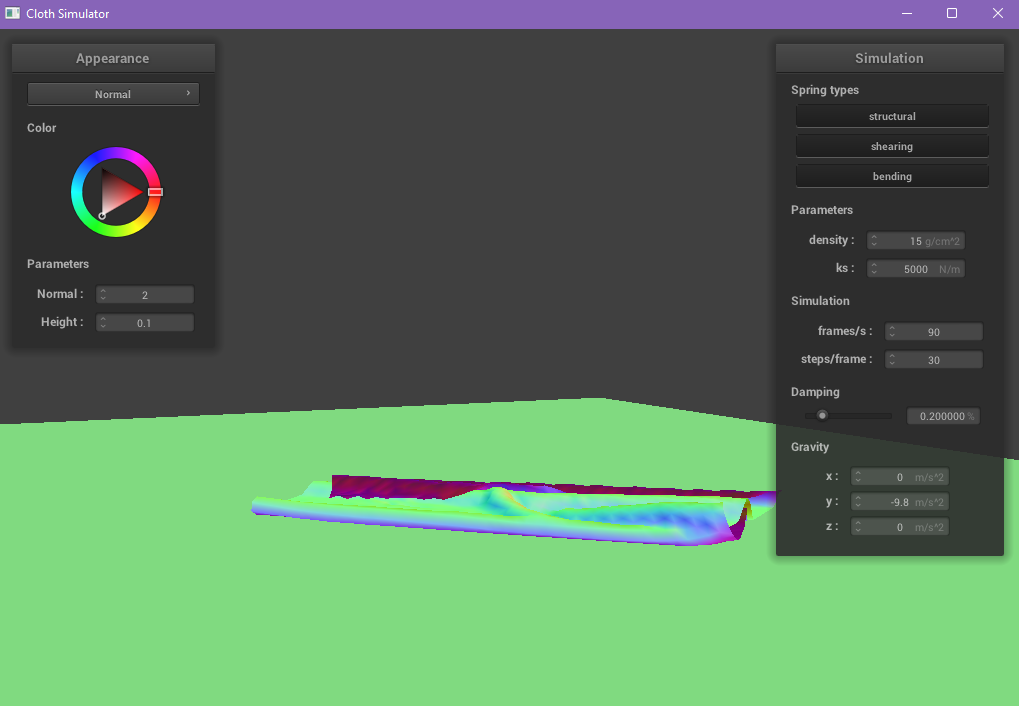 Cloth Simulator
Appearance
Normal
Color
Parameters
Normal : 2
Height : 0.1
Simulation
Spring types
structural
shearing
bending
Parameters
density : 15 g/cm^2
ks : 5000 N/m
Simulation
frames/s : 90
steps/frame : 30
Damping
0.200000 %
Gravity
x : 0 m/s^2
y : -9.8 m/s^2
z : 0 m/s^2